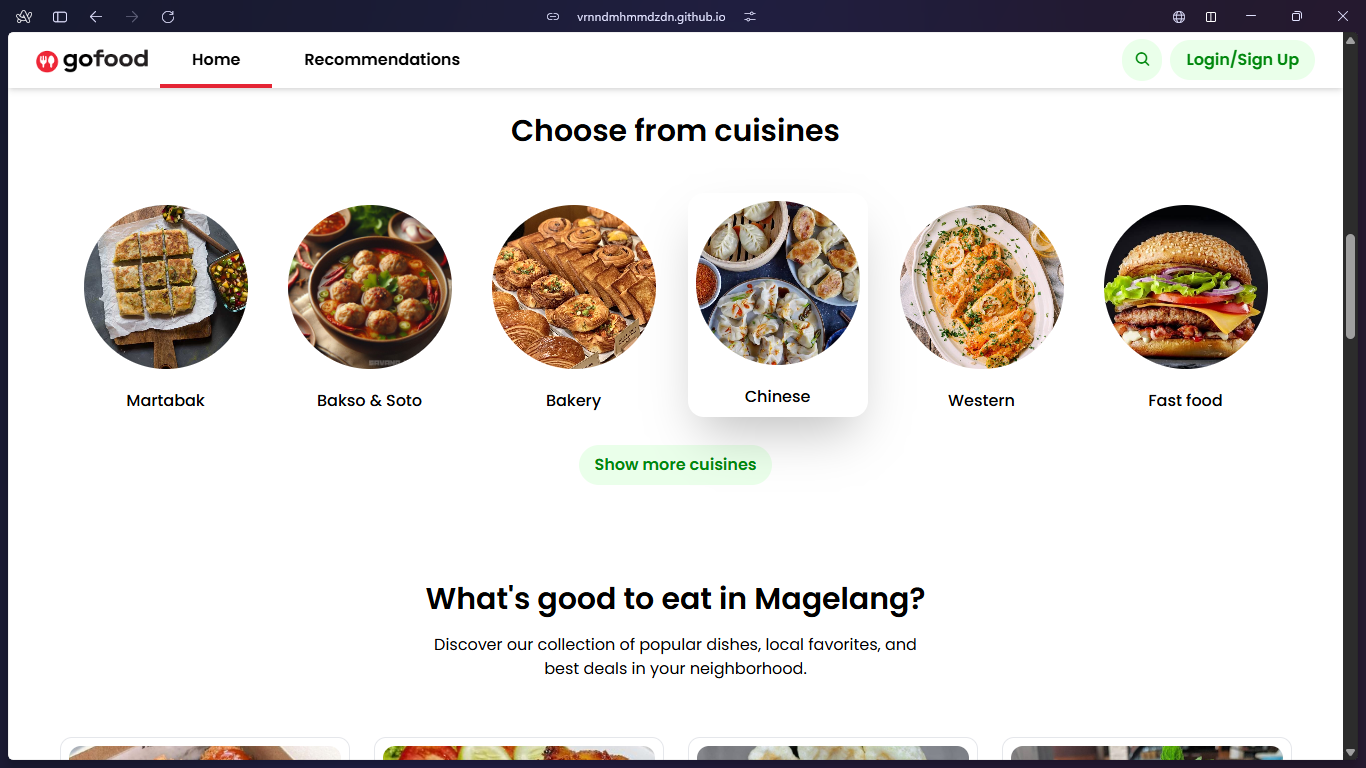 vrnndmhmmdzdn.github.io
gofood
Home
Recommendations
Login/Sign Up
Choose from cuisines
Martabak
Bakso & Soto
Bakery
Chinese
Western
Fast food
Show more cuisines
What's good to eat in Magelang?
Discover our collection of popular dishes, local favorites, and
best deals in your neighborhood.